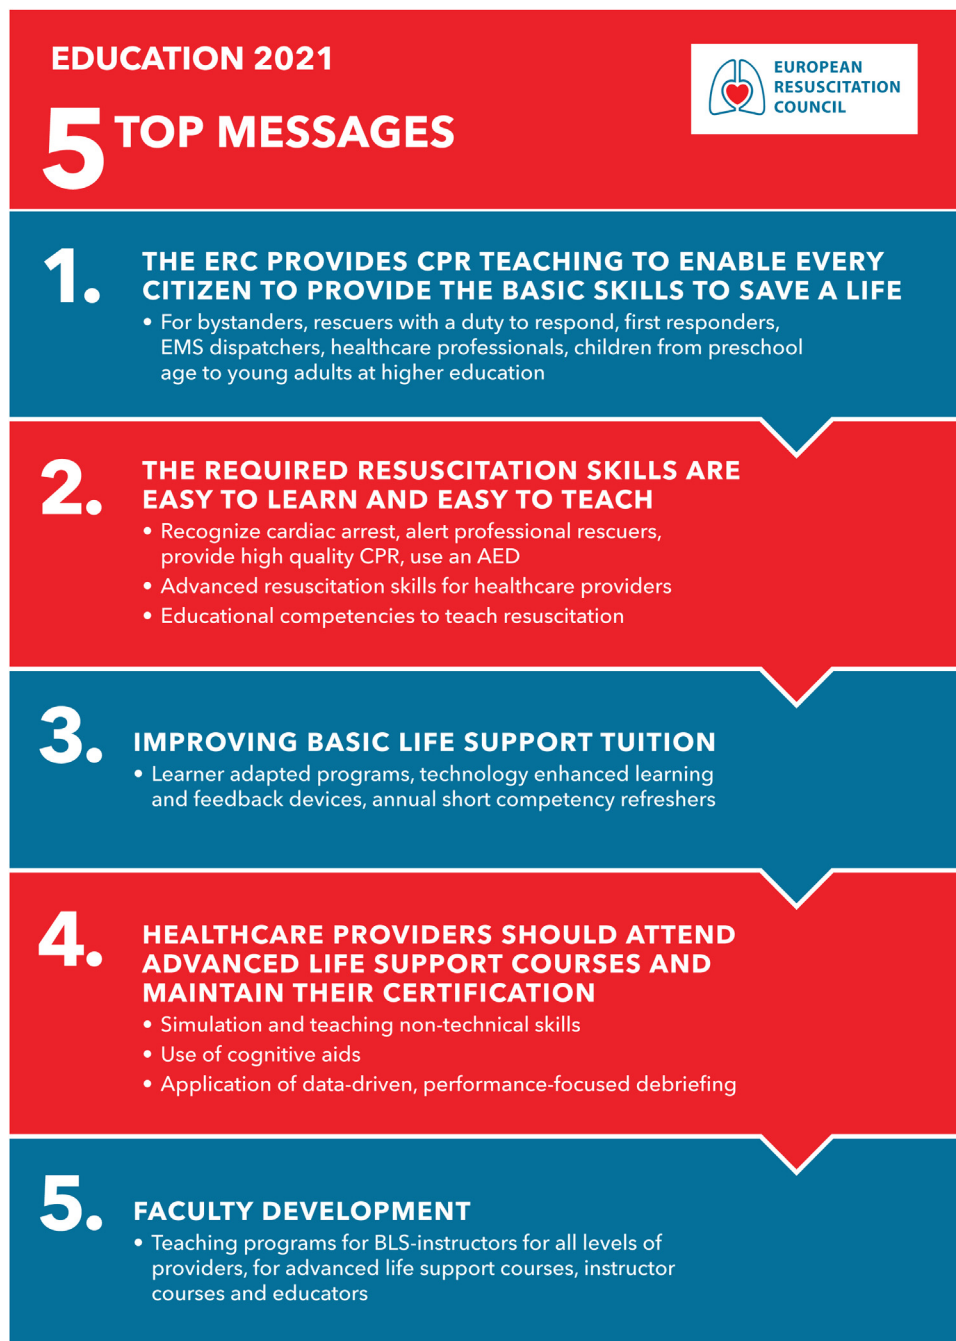 EDUCATION 2021
5 TOP MESSAGES
EUROPEAN
RESUSCITATION
COUNCIL
1. THE ERC PROVIDES CPR TEACHING TO ENABLE EVERY
CITIZEN TO PROVIDE THE BASIC SKILLS TO SAVE A LIFE
• For bystanders, rescuers with a duty to respond, first responders,
EMS dispatchers, healthcare professionals, children from preschool
age to young adults at higher education
2. THE REQUIRED RESUSCITATION SKILLS ARE
EASY TO LEARN AND EASY TO TEACH
• Recognize cardiac arrest, alert professional rescuers,
provide high quality CPR, use an AED
• Advanced resuscitation skills for healthcare providers
• Educational competencies to teach resuscitation
3. IMPROVING BASIC LIFE SUPPORT TUITION
• Learner adapted programs, technology enhanced learning
and feedback devices, annual short competency refreshers
4. HEALTHCARE PROVIDERS SHOULD ATTEND
ADVANCED LIFE SUPPORT COURSES AND
MAINTAIN THEIR CERTIFICATION
• Simulation and teaching non-technical skills
• Use of cognitive aids
• Application of data-driven, performance-focused debriefing
5. FACULTY DEVELOPMENT
• Teaching programs for BLS-instructors for all levels of
providers, for advanced life support courses, instructor
courses and educators